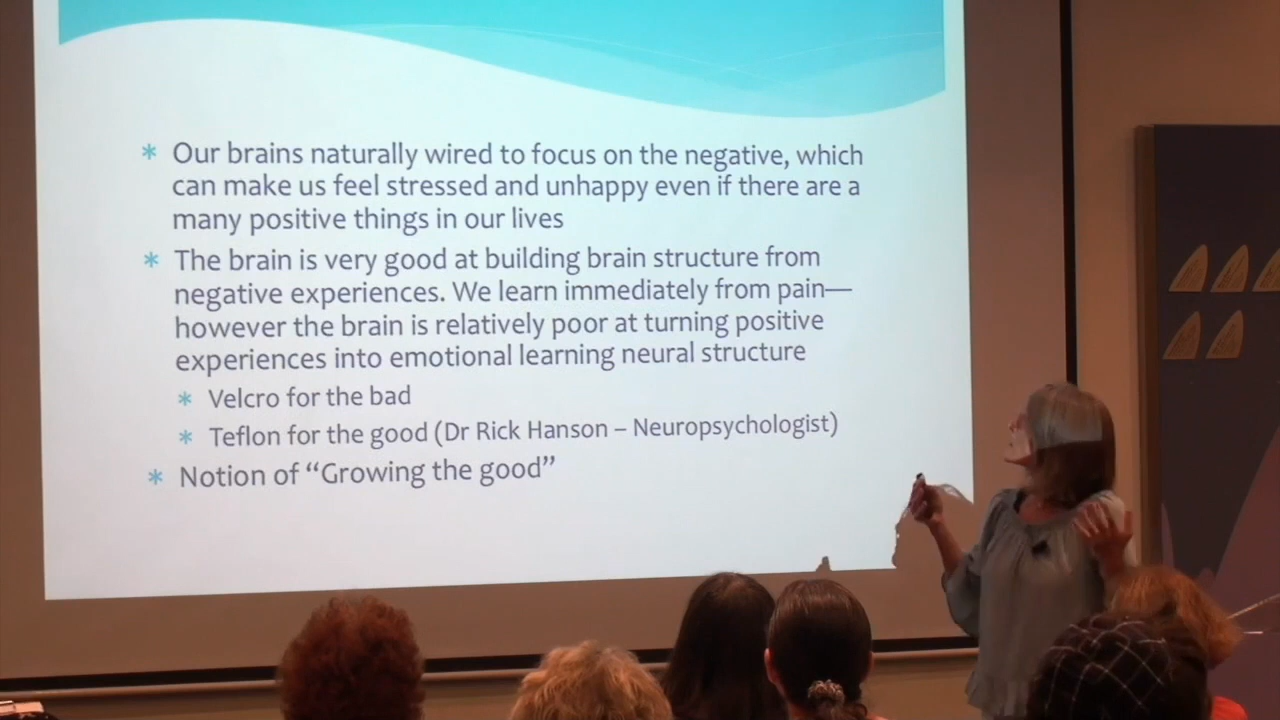 * Our brains naturally wired to focus on the negative, which
can make us feel stressed and unhappy even if there are a
many positive things in our lives
* The brain is very good at building brain structure from
negative experiences. We learn immediately from pain—
however the brain is relatively poor at turning positive
experiences into emotional learning neural structure
* Velcro for the bad
* Teflon for the good (Dr Rick Hanson – Neuropsychologist)
* Notion of “Growing the good”